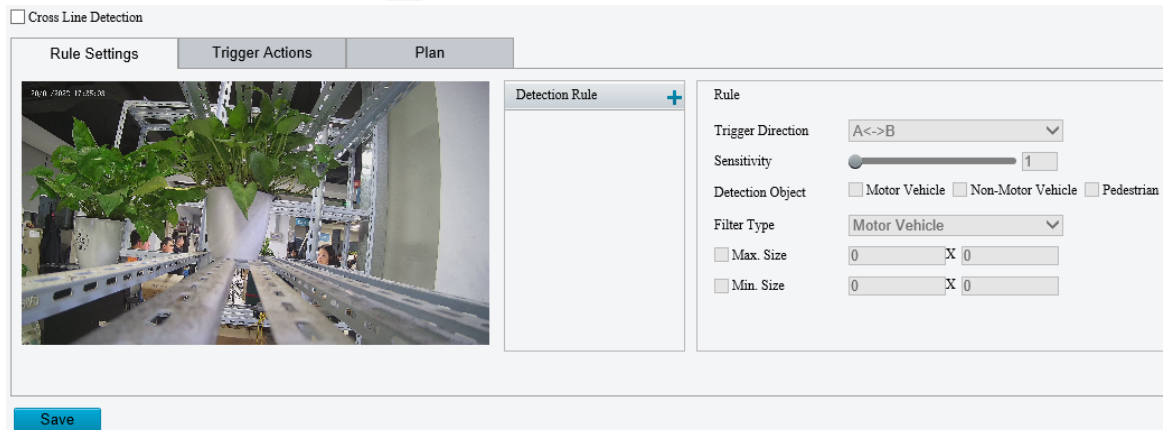 Cross Line Detection
Rule Settings Trigger Actions Plan
Detection Rule +
Rule
Trigger Direction A<->B
Sensitivity 1
Detection Object Motor Vehicle Non-Motor Vehicle Pedestrian
Filter Type Motor Vehicle
Max. Size 0 X 0
Min. Size 0 X 0
Save